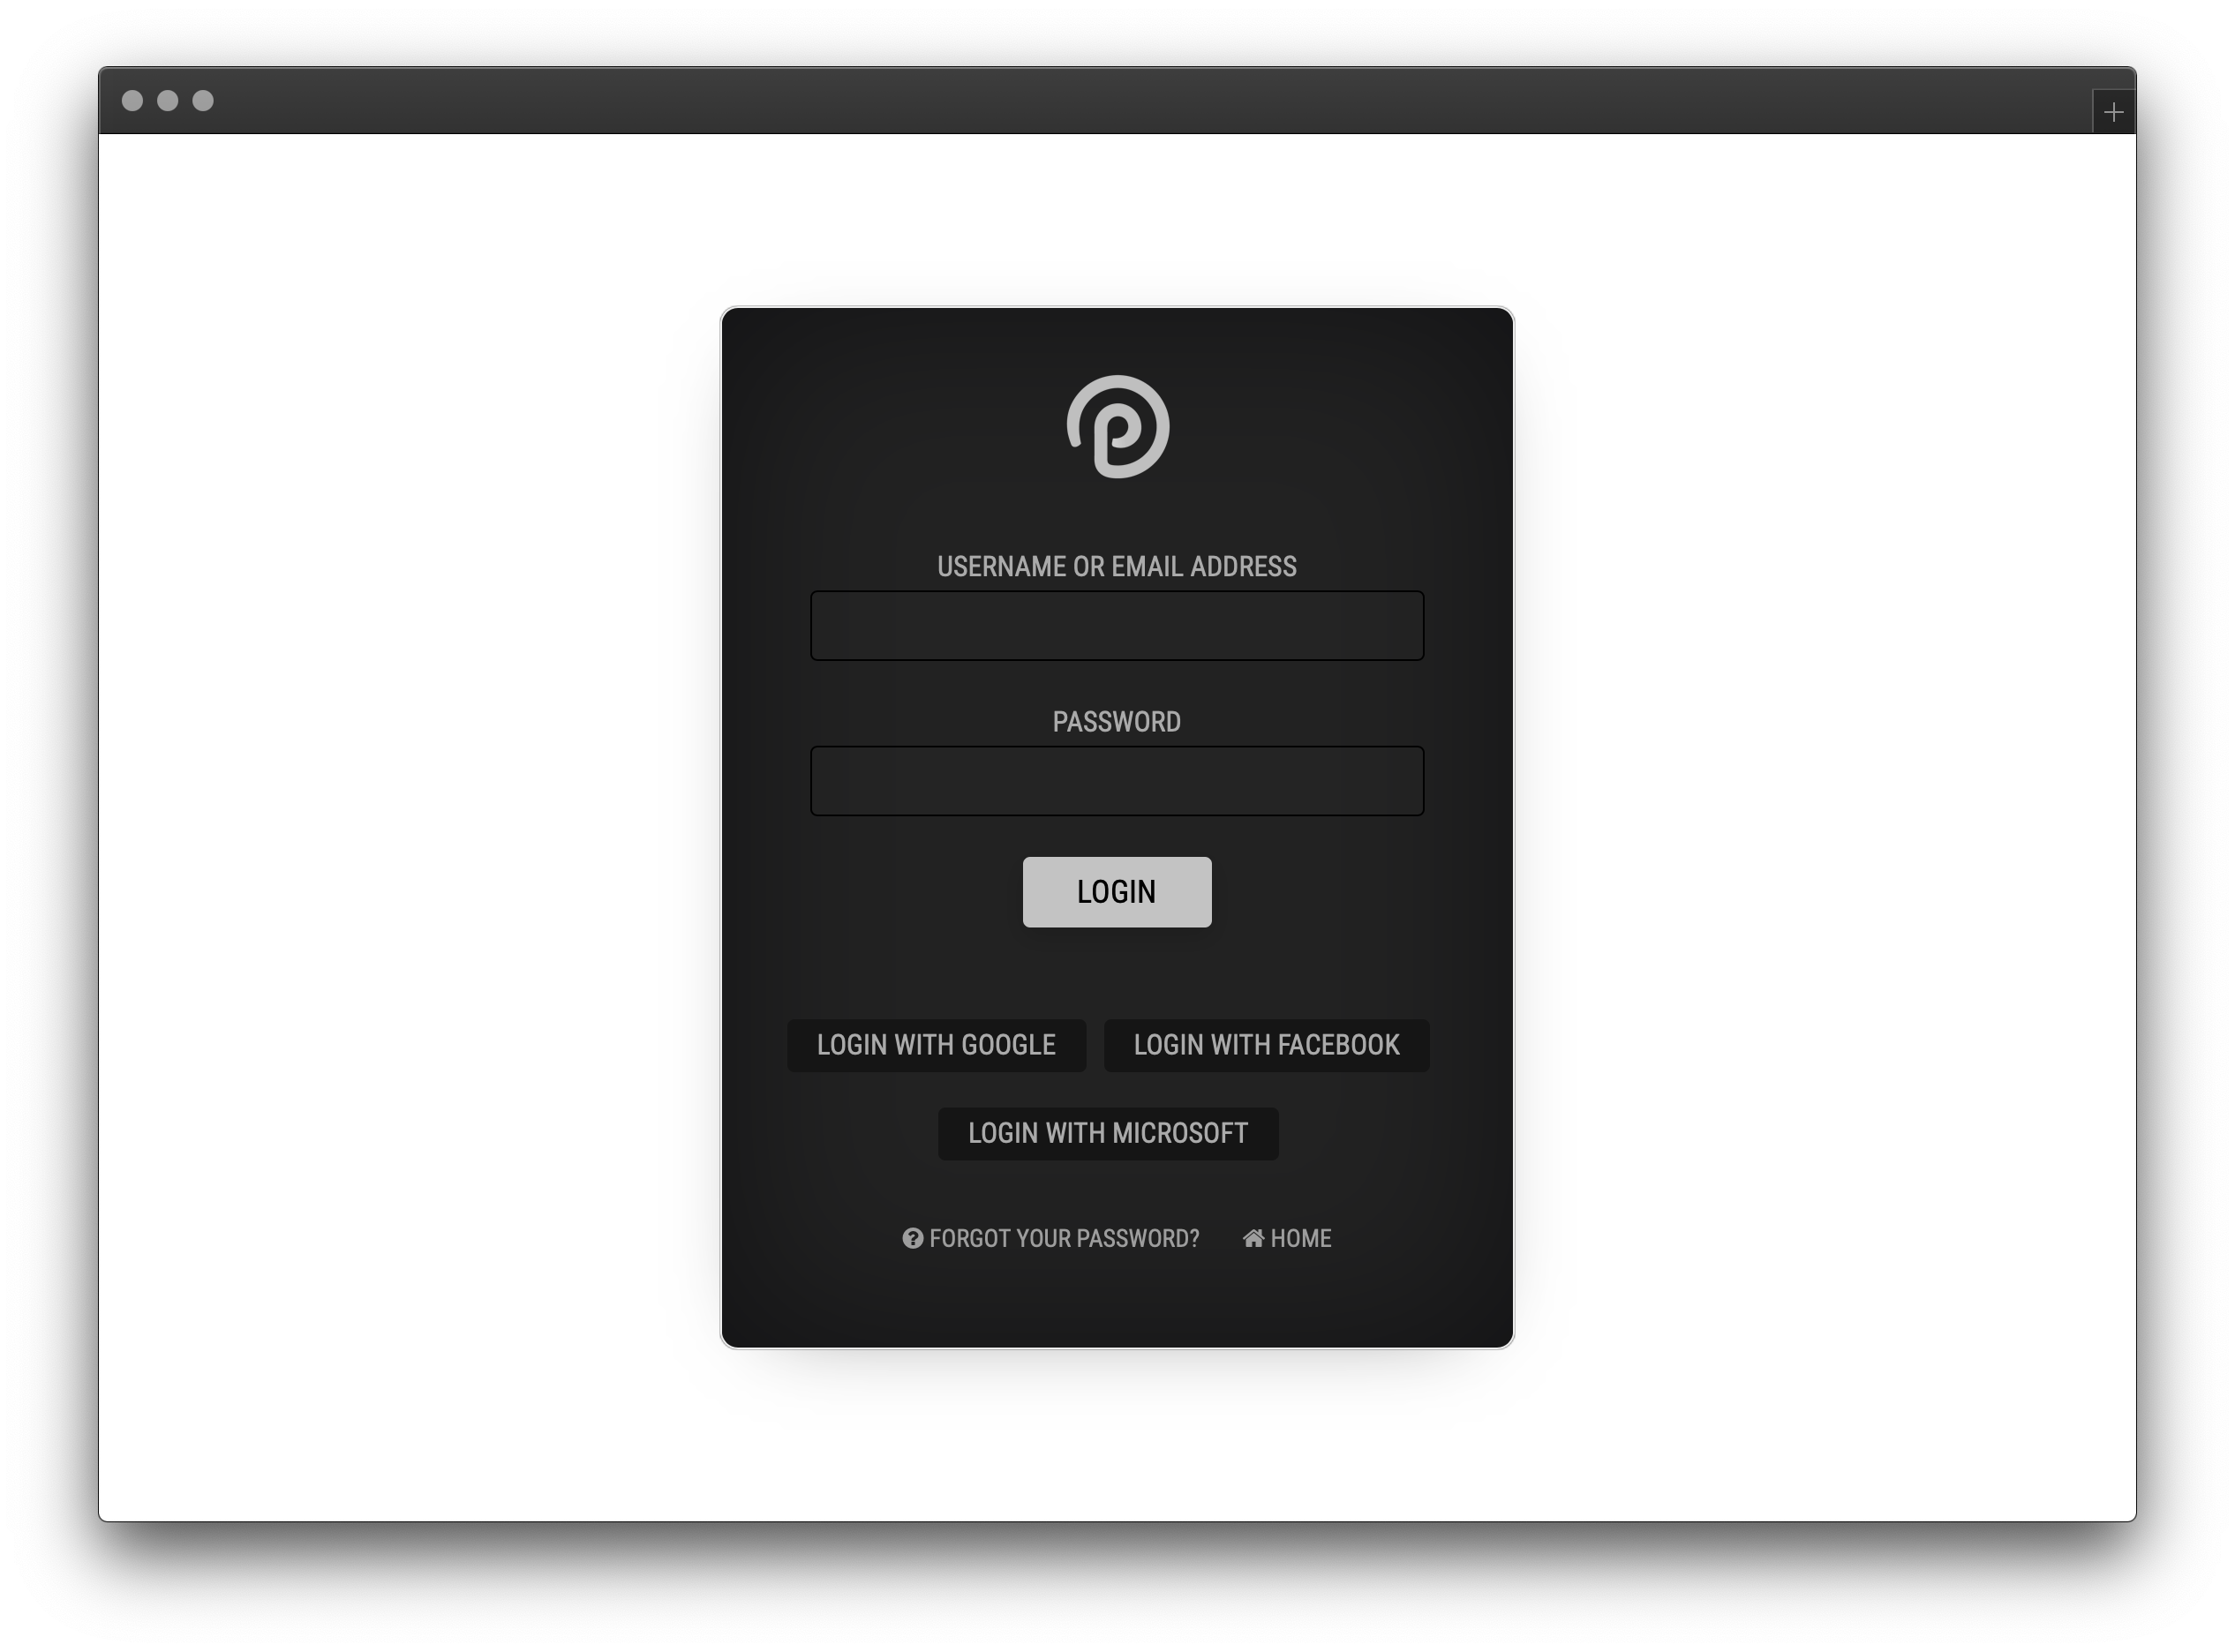 USERNAME OR EMAIL ADDRESS
PASSWORD
LOGIN
LOGIN WITH GOOGLE LOGIN WITH FACEBOOK
LOGIN WITH MICROSOFT
FORGOT YOUR PASSWORD? HOME